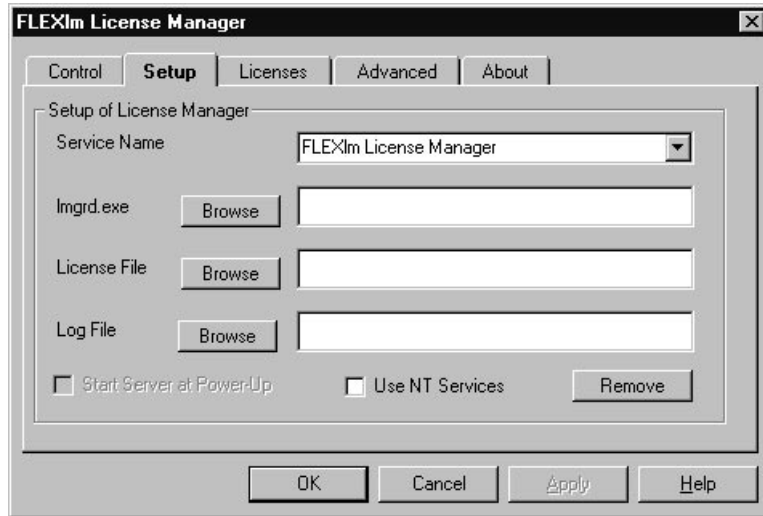 FLEXlm License Manager
Control Setup Licenses Advanced About
Setup of License Manager
Service Name FLEXlm License Manager
lmgrd.exe Browse
License File Browse
Log File Browse
Start Server at Power-Up Use NT Services Remove
OK Cancel Apply Help